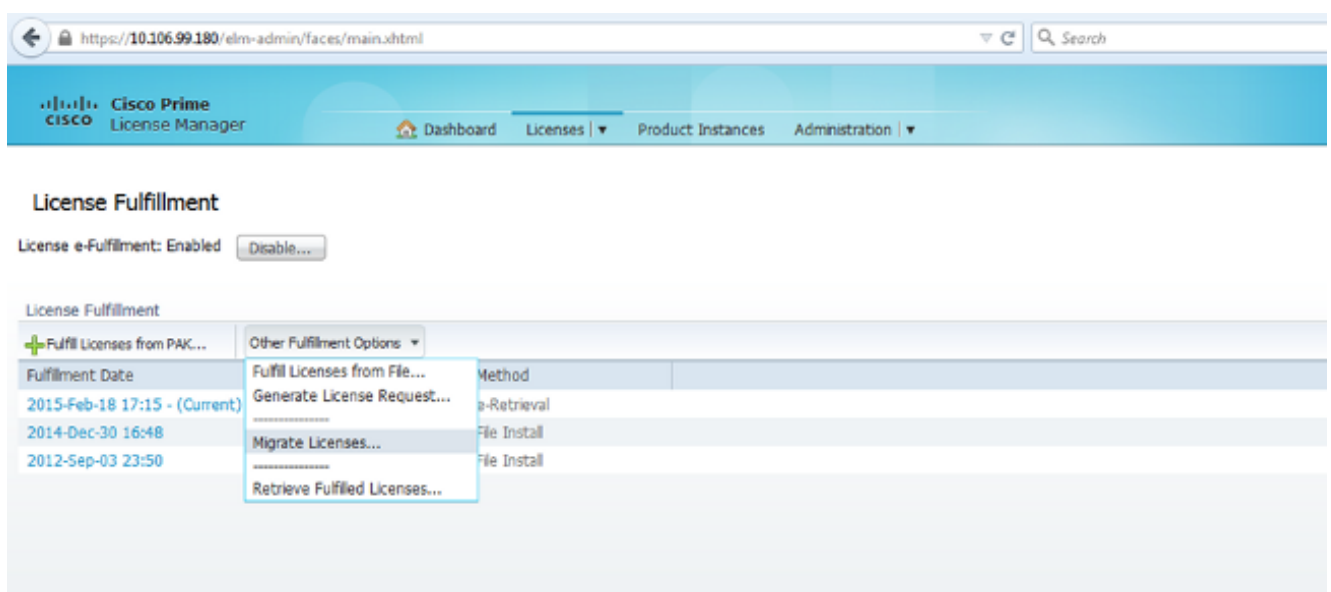 https://10.106.99.180/elm-admin/faces/main.xhtml
Search
Cisco Prime
CISCO License Manager
Dashboard Licenses Product Instances Administration
License Fulfillment
License e-Fulfillment: Enabled Disable...
License Fulfillment
Fulfill Licenses from PAK... Other Fulfillment Options
Fulfillment Date Method
2015-Feb-18 17:15 - (Current) e-Retrieval
2014-Dec-30 16:48 File Install
2012-Sep-03 23:50 File Install
Fulfill Licenses from File...
Generate License Request...
---------------
Migrate Licenses...
---------------
Retrieve Fulfilled Licenses...